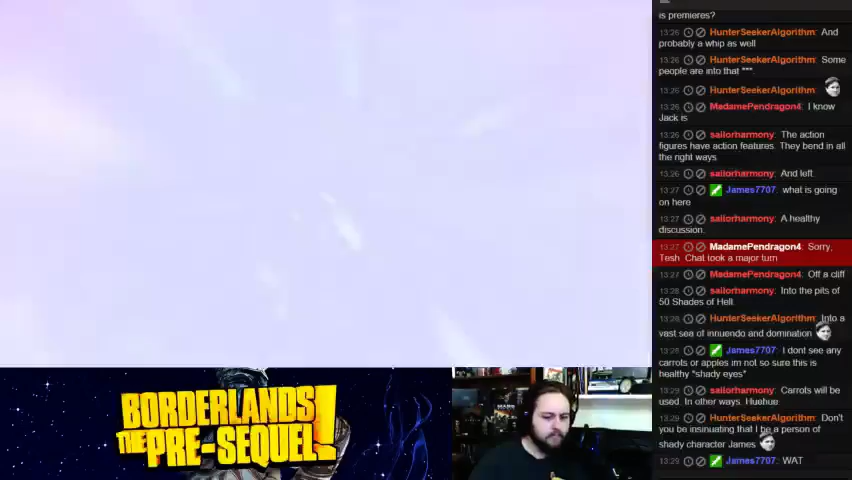 is premieres?
13:26 HunterSeekerAlgorithm: And
probably a whip as well
13:26 HunterSeekerAlgorithm: Some
people are into that ***
13:26 HunterSeekerAlgorithm:
13:26 MadamePendragon4: I know
Jack is
13:26 sailorharmony: The action
figures have action features. They bend in all
the right ways
13:26 sailorharmony: And left
13:27 James7707: what is going
on here
13:27 sailorharmony: A healthy
discussion.
13:27 MadamePendragon4: Sorry,
Tesh. Chat took a major turn
13:27 MadamePendragon4: Off a cliff
13:28 sailorharmony: Into the pits of
50 Shades of Hell.
13:28 HunterSeekerAlgorithm: Into a
vast sea of innuendo and domination
13:28 James7707: I dont see any
carrots or apples im not so sure this is
healthy *shady eyes*
13:29 sailorharmony: Carrots will be
used. In other ways. Huehue
13:29 HunterSeekerAlgorithm: Don't
you be insinuating that I be a person of
shady character James
13:29 James7707: WAT
BORDERLANDS
THE PRE-SEQUEL!